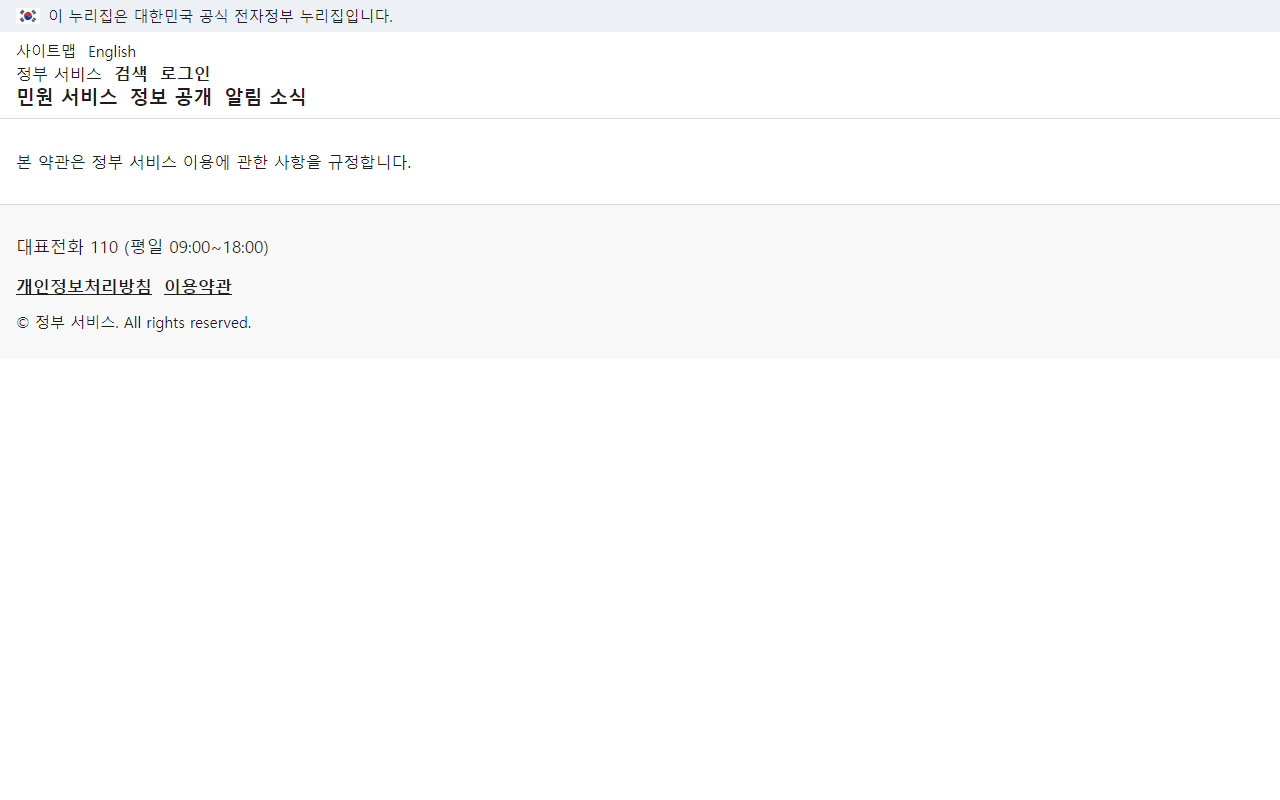 이 누리집은 대한민국 공식 전자정부 누리집입니다.
사이트맵 English
정부 서비스 검색 로그인
민원 서비스 정보 공개 알림 소식
본 약관은 정부 서비스 이용에 관한 사항을 규정합니다.
대표전화 110 (평일 09:00~18:00)
개인정보처리방침 이용약관
© 정부 서비스. All rights reserved.